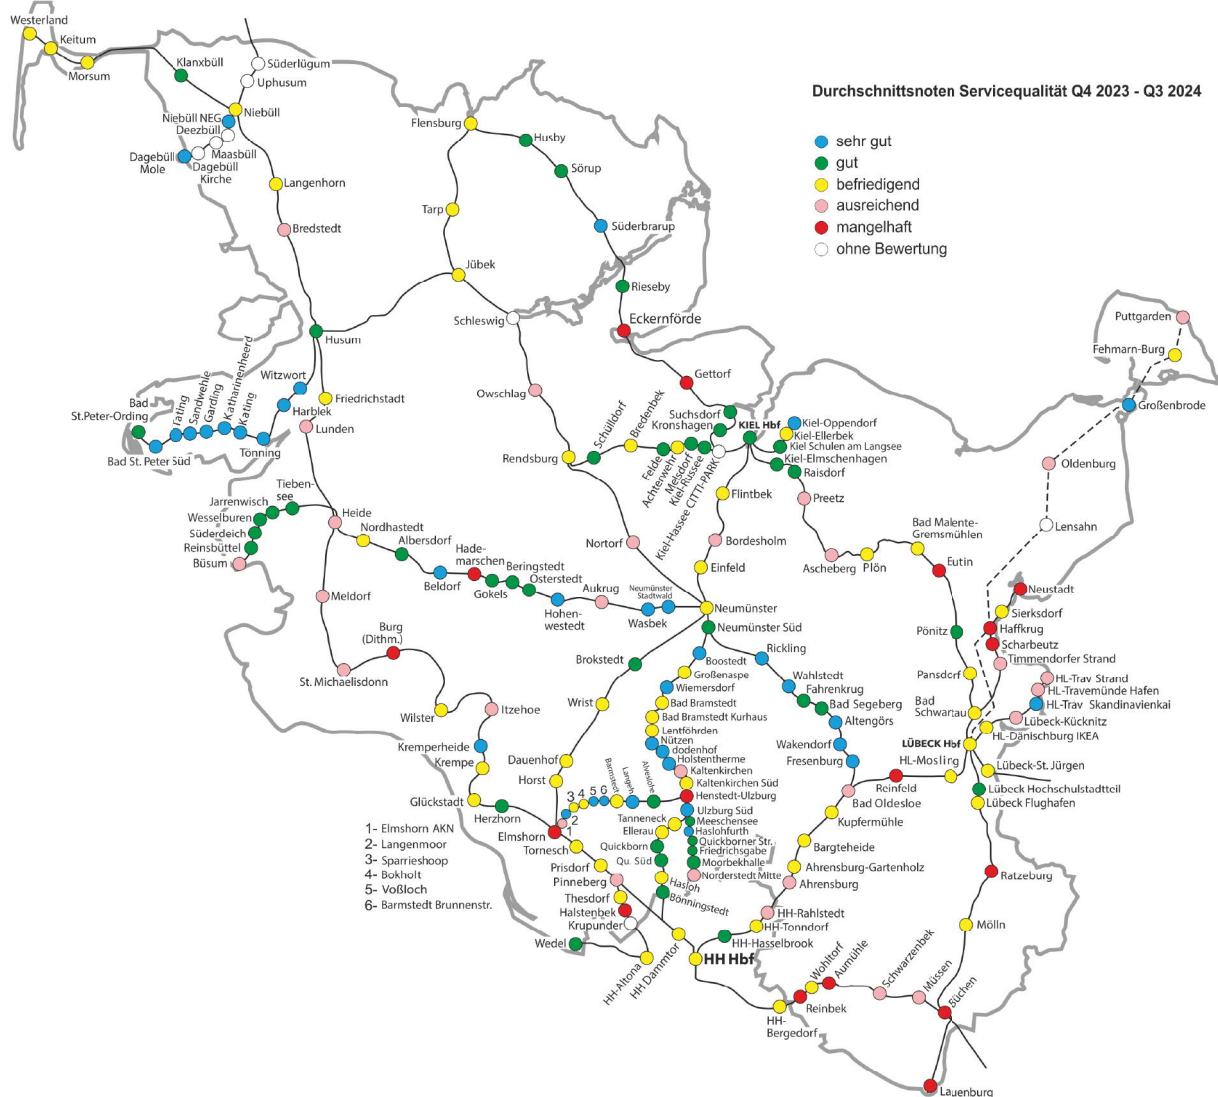 Westerland
Keitum
Morsum
Klanxbüll
Süderlügum
Uphusum
Niebüll
Niebüll NEG
Deezbüll
Maasbüll
Dagebüll
Mole
Dagebüll
Kirche
Langenhorn
Bredstedt
Flensburg
Husby
Sörup
Tarp
Süderbrarup
Jübek
Rieseby
Schleswig
Eckernförde
Husum
Durchschnittsnoten Servicequalität Q4 2023 - Q3 2024
sehr gut
gut
befriedigend
ausreichend
mangelhaft
ohne Bewertung
Puttgarden
Fehmarn-Burg
Großenbrode
Oldenburg
Lensahn
Gettorf
Owschlag
Witzwort
Friedrichstadt
Harblek
Lunden
Bad
St.Peter-Ording
Bad St. Peter Süd
Tating
Sandwehle
Garding
Katharinenheerd
Kating
Tönning
Suchsdorf
Kronshagen
KIEL Hbf
Kiel-Oppendorf
Kiel-Ellerbek
Kiel Schulen am Langsee
Kiel-Elmschenhagen
Raisdorf
Preetz
Rendsburg
Schülldorf
Bredenbek
Felde
Achterwehr
Melsdorf
Kiel-Russee
Kiel-Hassee CITTI-PARK
Flintbek
Bordesholm
Einfeld
Ascheberg
Plön
Bad Malente-
Gremsmühlen
Eutin
Tieben-
see
Jarrenwisch
Wesselburen
Süderdeich
Reinsbüttel
Büsum
Heide
Nordhastedt
Albersdorf
Beldorf
Hade-
marschen
Gokels
Beringstedt
Osterstedt
Hohen-
westedt
Aukrug
Wasbek
Neumünster
Stadtwald
Neumünster
Neumünster Süd
Nortorf
Meldorf
Burg
(Dithm.)
St. Michaelisdonn
Wilster
Itzehoe
Kremperheide
Krempe
Glückstadt
Herzhorn
Brokstedt
Wrist
Dauenhof
Horst
Elmshorn
Boostedt
Großenaspe
Wiemersdorf
Bad Bramstedt
Bad Bramstedt Kurhaus
Lentföhrden
Nützen
dodenhof
Holstentherme
Kaltenkirchen
Kaltenkirchen Süd
Henstedt-Ulzburg
Ulzburg Süd
Meeschensee
Haslohfurth
Quickborner Str.
Friedrichsgabe
Moorbekhalle
Norderstedt Mitte
Rickling
Wahlstedt
Fahrenkrug
Bad Segeberg
Altengörs
Wakendorf
Fresenburg
Bad Oldesloe
Reinfeld
HL-Moisling
LÜBECK Hbf
Pönitz
Pansdorf
Bad
Schwartau
Neustadt
Sierksdorf
Haffkrug
Scharbeutz
Timmendorfer Strand
HL-Trav Strand
HL-Travemünde Hafen
HL-Trav Skandinavienkai
Lübeck-Kücknitz
HL-Dänischburg IKEA
Lübeck-St. Jürgen
Lübeck Hochschulstadtteil
Lübeck Flughafen
Ratzeburg
Mölln
Büchen
Lauenburg
Müssen
Schwarzenbek
Aumühle
Wohltorf
Reinbek
HH-
Bergedorf
1
2
3
4
5
6
Barmstedt
Langeln
Alveslohe
1- Elmshorn AKN
2- Langenmoor
3- Sparrieshoop
4- Bokholt
5- Voßloch
6- Barmstedt Brunnenstr.
Tanneneck
Ellerau
Quickborn
Qu. Süd
Hasloh
Bönningstedt
Tornesch
Prisdorf
Pinneberg
Thesdorf
Halstenbek
Krupunder
Wedel
HH-Altona
HH Dammtor
HH Hbf
HH-Hasselbrook
HH-Tonndorf
HH-Rahlstedt
Ahrensburg
Ahrensburg-Gartenholz
Bargteheide
Kupfermühle